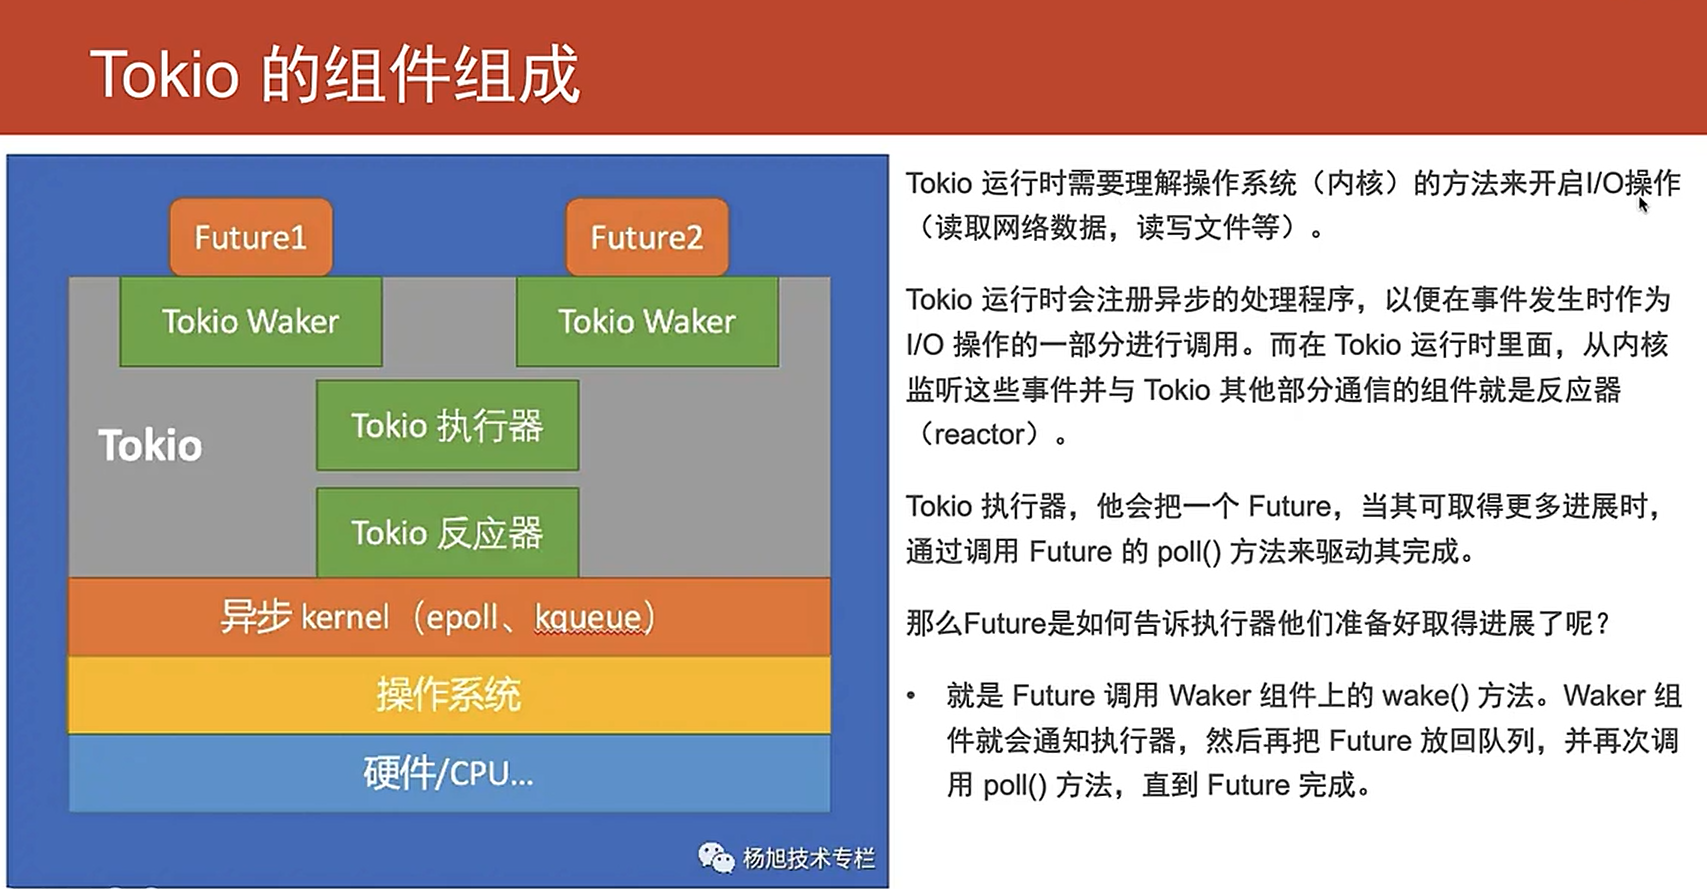 Tokio 的组件组成
Future1
Future2
Tokio Waker
Tokio Waker
Tokio 执行器
Tokio
Tokio 反应器
异步 kernel（epoll、kqueue）
操作系统
硬件/CPU...
杨旭技术专栏
Tokio 运行时需要理解操作系统（内核）的方法来开启I/O操作
（读取网络数据，读写文件等）。
Tokio 运行时会注册异步的处理程序，以便在事件发生时作为
I/O 操作的一部分进行调用。而在 Tokio 运行时里面，从内核
监听这些事件并与 Tokio 其他部分通信的组件就是反应器
（reactor）。
Tokio 执行器，他会把一个 Future，当其可取得更多进展时，
通过调用 Future 的 poll() 方法来驱动其完成。
那么Future是如何告诉执行器他们准备好取得进展了呢？
• 就是 Future 调用 Waker 组件上的 wake() 方法。Waker 组
件就会通知执行器，然后再把 Future 放回队列，并再次调
用 poll() 方法，直到 Future 完成。